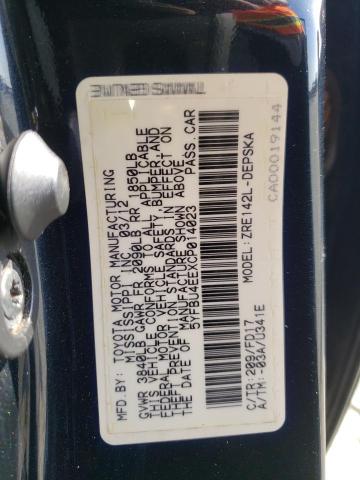 MFD. BY: TOYOTA MOTOR MANUFACTURING
MISSISSIPPI, INC. 03/12
GVWR 3840LB GAWR FR 2090LB RR 1850LB
THIS VEHICLE CONFORMS TO ALL APPLICABLE
FEDERAL MOTOR VEHICLE SAFETY, BUMPER, AND
THEFT PREVENTION STANDARDS IN EFFECT ON
THE DATE OF MANUFACTURE SHOWN ABOVE.
5YFBU4EEXCP014023 PASS. CAR
C/TR: 209/FD17 MODEL: ZRE142L-DEPSKA
A/TM: -03A/U341E
CA00019144